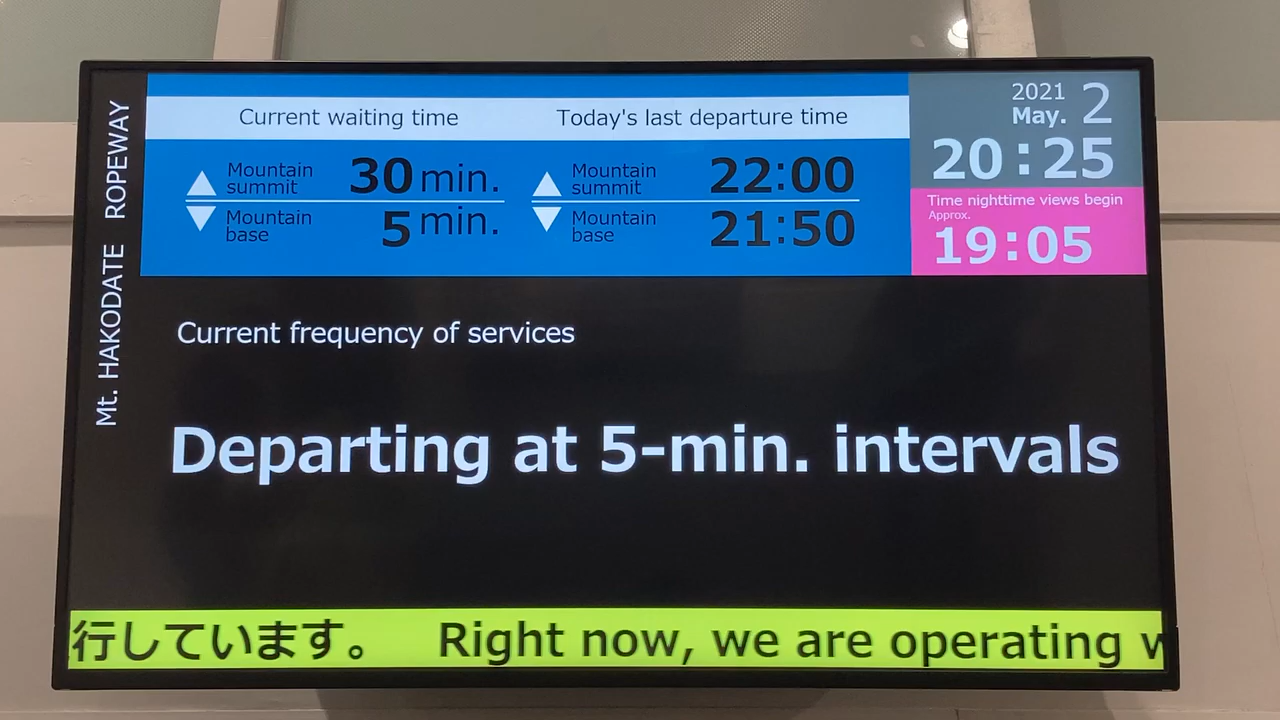 Mt. HAKODATE ROPEWAY
Current waiting time
Mountain summit 30 min.
Mountain base 5 min.
Today's last departure time
Mountain summit 22:00
Mountain base 21:50
2021 May. 2
20:25
Time nighttime views begin
Approx.
19:05
Current frequency of services
Departing at 5-min. intervals
行しています。 Right now, we are operating